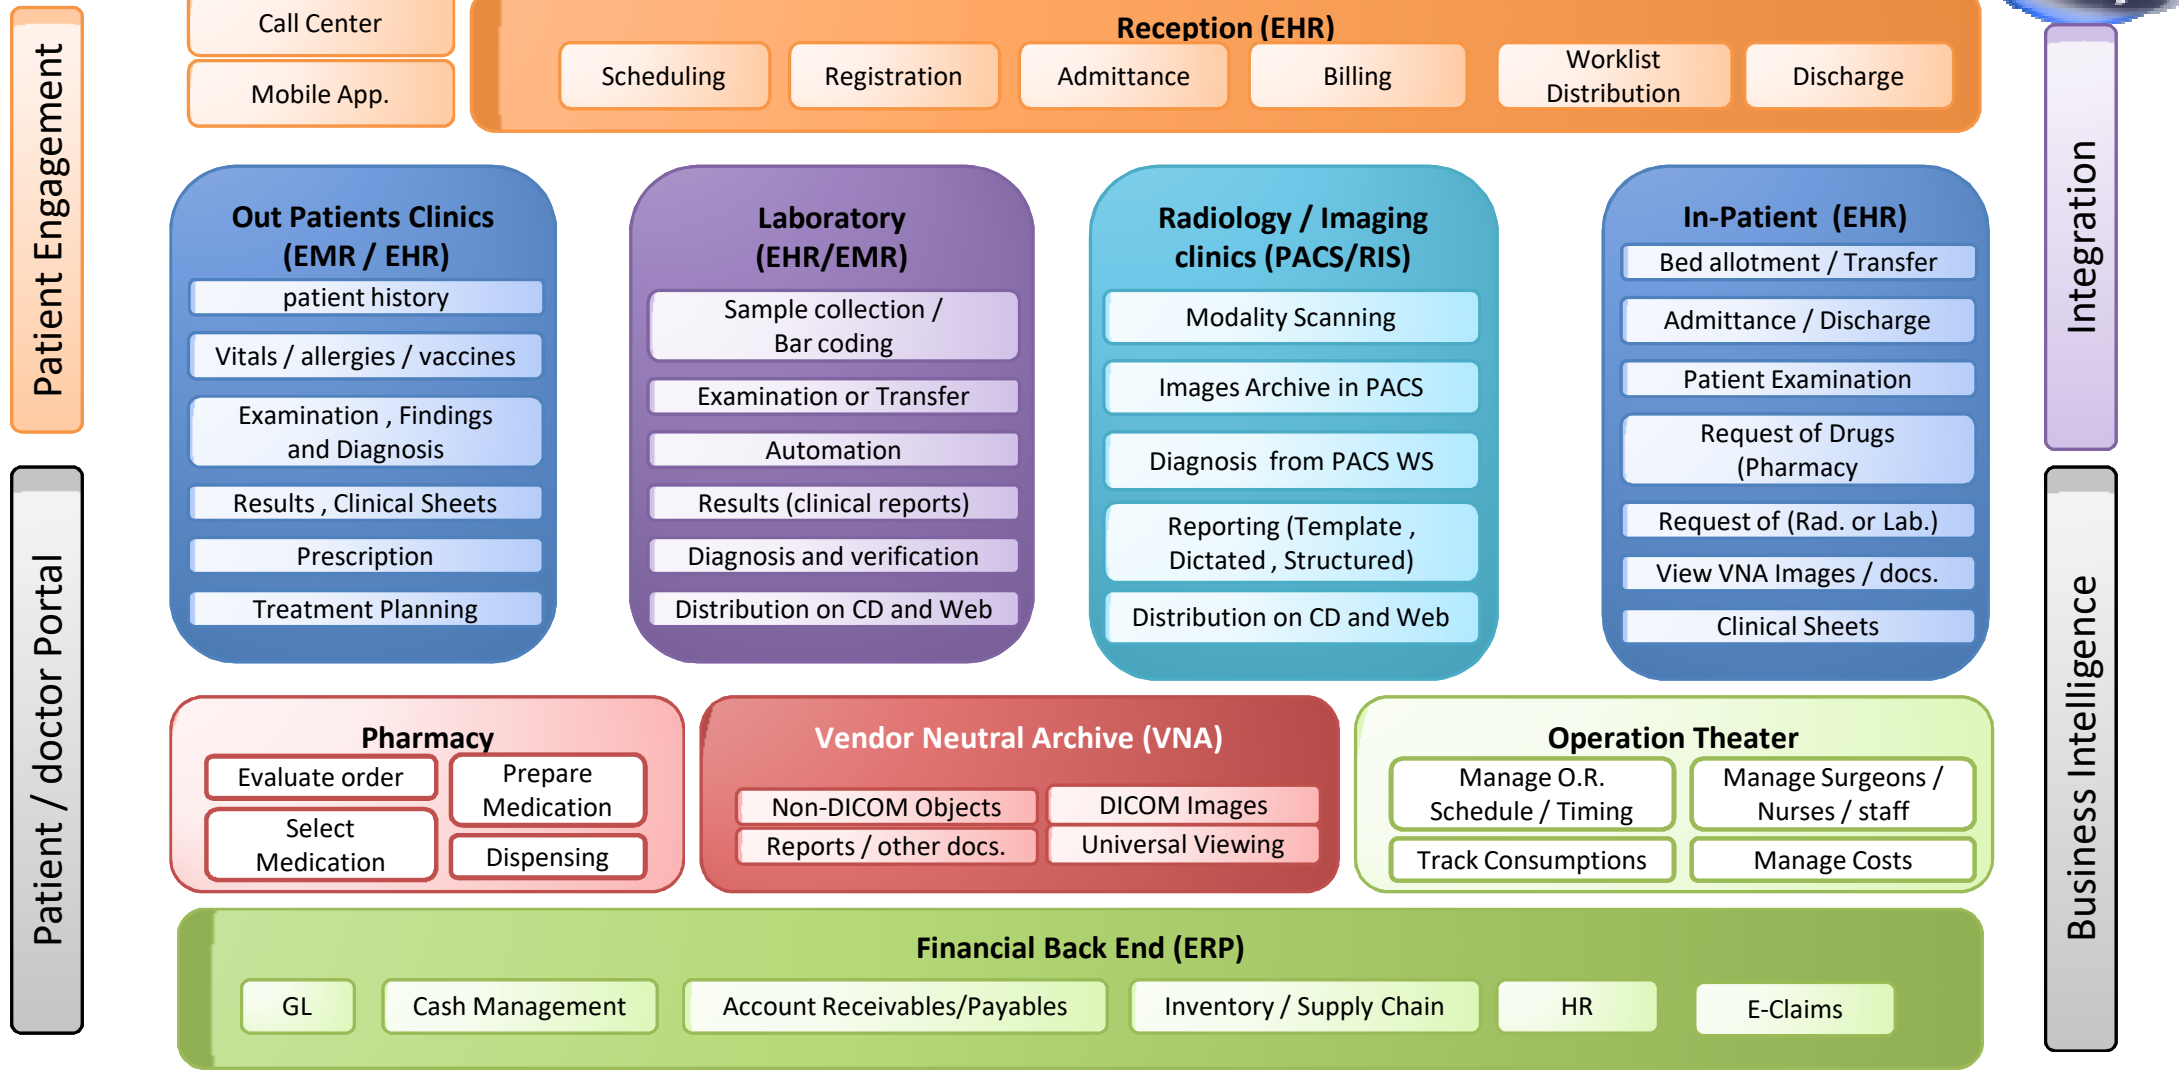 Call Center
Mobile App.
Patient Engagement
Patient / doctor Portal
Reception (EHR)
Scheduling
Registration
Admittance
Billing
Worklist
Distribution
Discharge
Integration
Business Intelligence
Out Patients Clinics
(EMR / EHR)
patient history
Vitals / allergies / vaccines
Examination , Findings
and Diagnosis
Results , Clinical Sheets
Prescription
Treatment Planning
Laboratory
(EHR/EMR)
Sample collection /
Bar coding
Examination or Transfer
Automation
Results (clinical reports)
Diagnosis and verification
Distribution on CD and Web
Radiology / Imaging
clinics (PACS/RIS)
Modality Scanning
Images Archive in PACS
Diagnosis from PACS WS
Reporting (Template ,
Dictated , Structured)
Distribution on CD and Web
In-Patient (EHR)
Bed allotment / Transfer
Admittance / Discharge
Patient Examination
Request of Drugs
(Pharmacy
Request of (Rad. or Lab.)
View VNA Images / docs.
Clinical Sheets
Pharmacy
Evaluate order
Prepare
Medication
Select
Medication
Dispensing
Vendor Neutral Archive (VNA)
Non-DICOM Objects
DICOM Images
Reports / other docs.
Universal Viewing
Operation Theater
Manage O.R.
Schedule / Timing
Manage Surgeons /
Nurses / staff
Track Consumptions
Manage Costs
Financial Back End (ERP)
GL
Cash Management
Account Receivables/Payables
Inventory / Supply Chain
HR
E-Claims